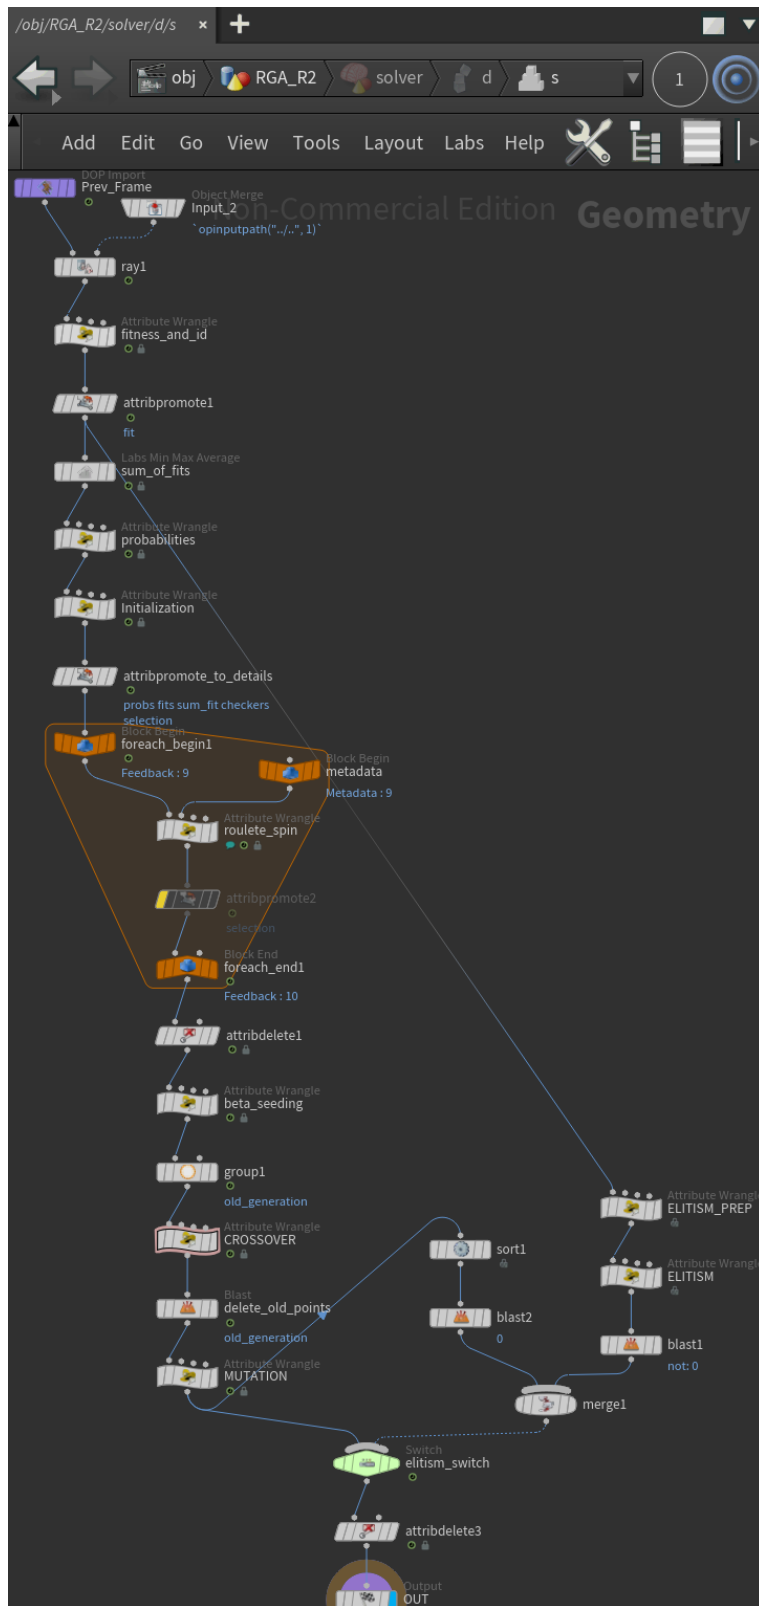 /obj/RGA_R2/solver/d/s × +
obj RGA_R2 solver d s 1
Add Edit Go View Tools Layout Labs Help
Non-Commercial Edition
Geometry
DOP Import
Prev_Frame
Object Merge
Input_2
`opinputpath("../..", 1)`
ray1
Attribute Wrangle
fitness_and_id
attribpromote1
fit
Labs Min Max Average
sum_of_fits
Attribute Wrangle
probabilities
Attribute Wrangle
Initialization
attribpromote_to_details
probs fits sum_fit checkers
selection
Block Begin
foreach_begin1
Feedback : 9
Block Begin
metadata
Metadata : 9
Attribute Wrangle
roulete_spin
attribpromote2
selection
Block End
foreach_end1
Feedback : 10
attribdelete1
Attribute Wrangle
beta_seeding
group1
old_generation
Attribute Wrangle
CROSSOVER
Blast
delete_old_points
old_generation
Attribute Wrangle
MUTATION
sort1
blast2
0
Attribute Wrangl
ELITISM_PREP
Attribute Wrangl
ELITISM
blast1
not: 0
merge1
Switch
elitism_switch
attribdelete3
Output
OUT